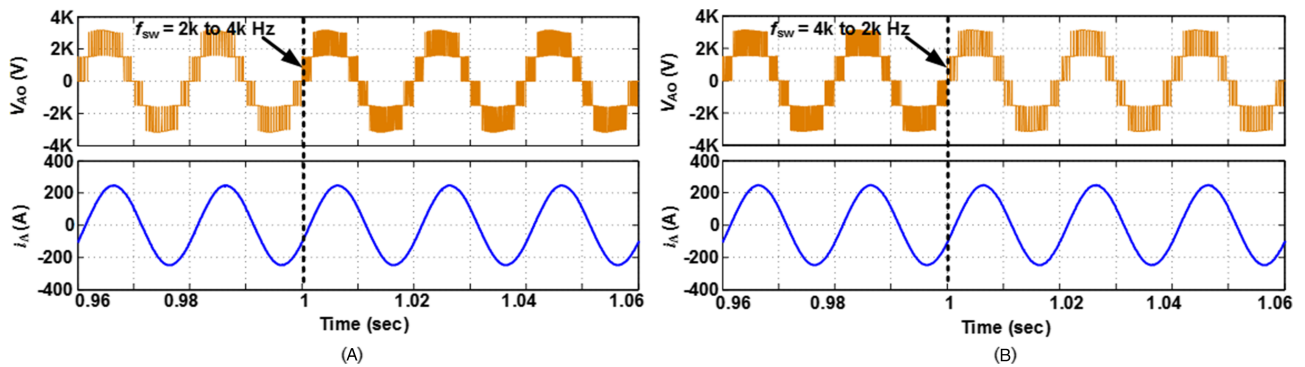 4K
2K
0
-2K
-4K
V_AO (V)
f_SW = 2k to 4k Hz
400
200
0
-200
-400
i_A (A)
0.96 0.98 1 1.02 1.04 1.06
Time (sec)
(A)
4K
2K
0
-2K
-4K
V_AO (V)
f_SW = 4k to 2k Hz
400
200
0
-200
-400
i_A (A)
0.96 0.98 1 1.02 1.04 1.06
Time (sec)
(B)